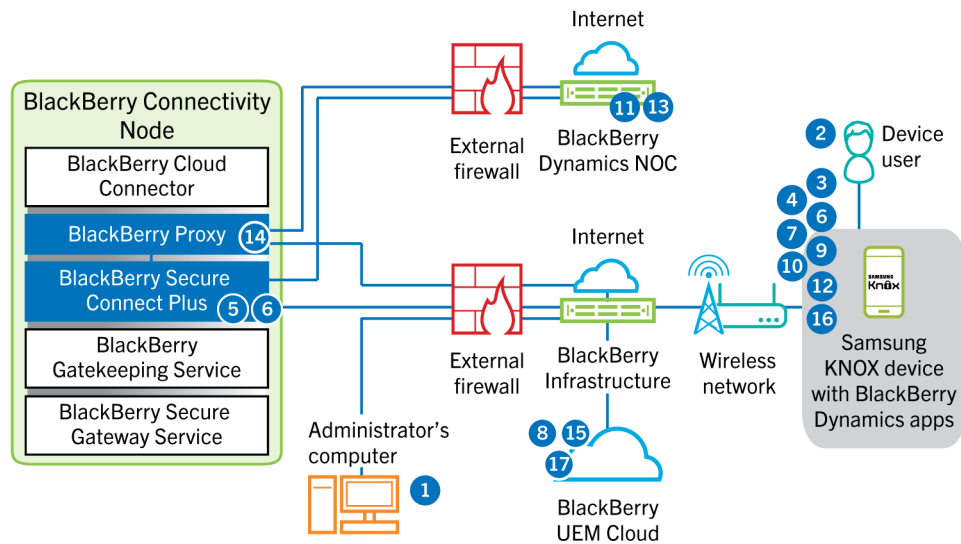 BlackBerry Connectivity
Node
BlackBerry Cloud
Connector
BlackBerry Proxy
14
BlackBerry Secure
Connect Plus
5
6
BlackBerry
Gatekeeping Service
BlackBerry Secure
Gateway Service
External
firewall
Internet
11
13
BlackBerry
Dynamics NOC
External
firewall
Internet
BlackBerry
Infrastructure
Administrator's
computer
1
8
15
17
BlackBerry
UEM Cloud
Wireless
network
2
Device
user
3
4
6
7
9
10
12
16
SAMSUNG
Knox
Samsung
KNOX device
with BlackBerry
Dynamics apps